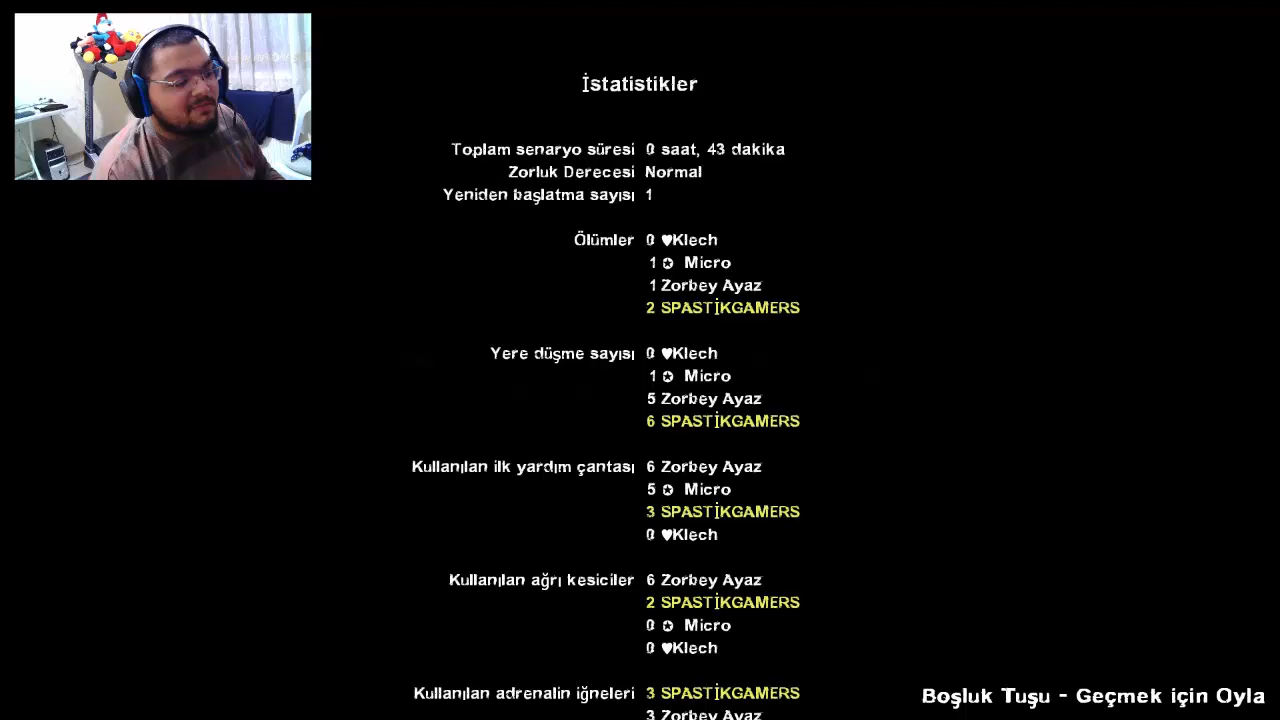 İstatistikler
Toplam senaryo süresi 0 saat, 43 dakika
Zorluk Derecesi Normal
Yeniden başlatma sayısı 1
Ölümler 0 ♥Klech
1 ✪ Micro
1 Zorbey Ayaz
2 SPASTİKGAMERS
Yere düşme sayısı 0 ♥Klech
1 ✪ Micro
5 Zorbey Ayaz
6 SPASTİKGAMERS
Kullanılan ilk yardım çantası 6 Zorbey Ayaz
5 ✪ Micro
3 SPASTİKGAMERS
0 ♥Klech
Kullanılan ağrı kesiciler 6 Zorbey Ayaz
2 SPASTİKGAMERS
0 ✪ Micro
0 ♥Klech
Kullanılan adrenalin iğneleri 3 SPASTİKGAMERS
3 Zorbey Ayaz
Boşluk Tuşu - Geçmek için Oyla